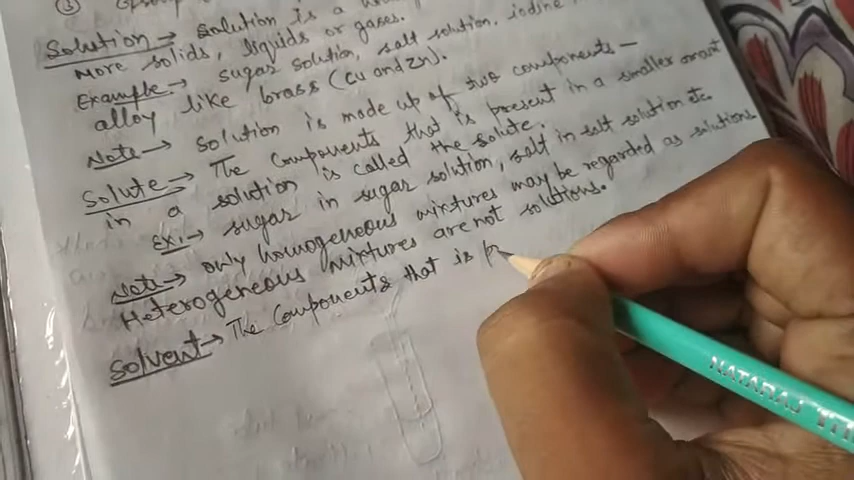 Solution → Solution is a
more solids, liquids or gases.
Example → sugar solution, salt solution, iodine
alloy like brass (Cu and Zn).
Note → solution is made up of two components —
Solute → The components that is present in a smaller amout
in a solution is called the solute.
Ex:→ sugar in sugar solution, salt in salt solution etc.
Note → only homogeneous mixtures may be regarded as solutions.
Heterogeneous mixtures are not solutions.
Solvent → The components that is p
NATARAJ